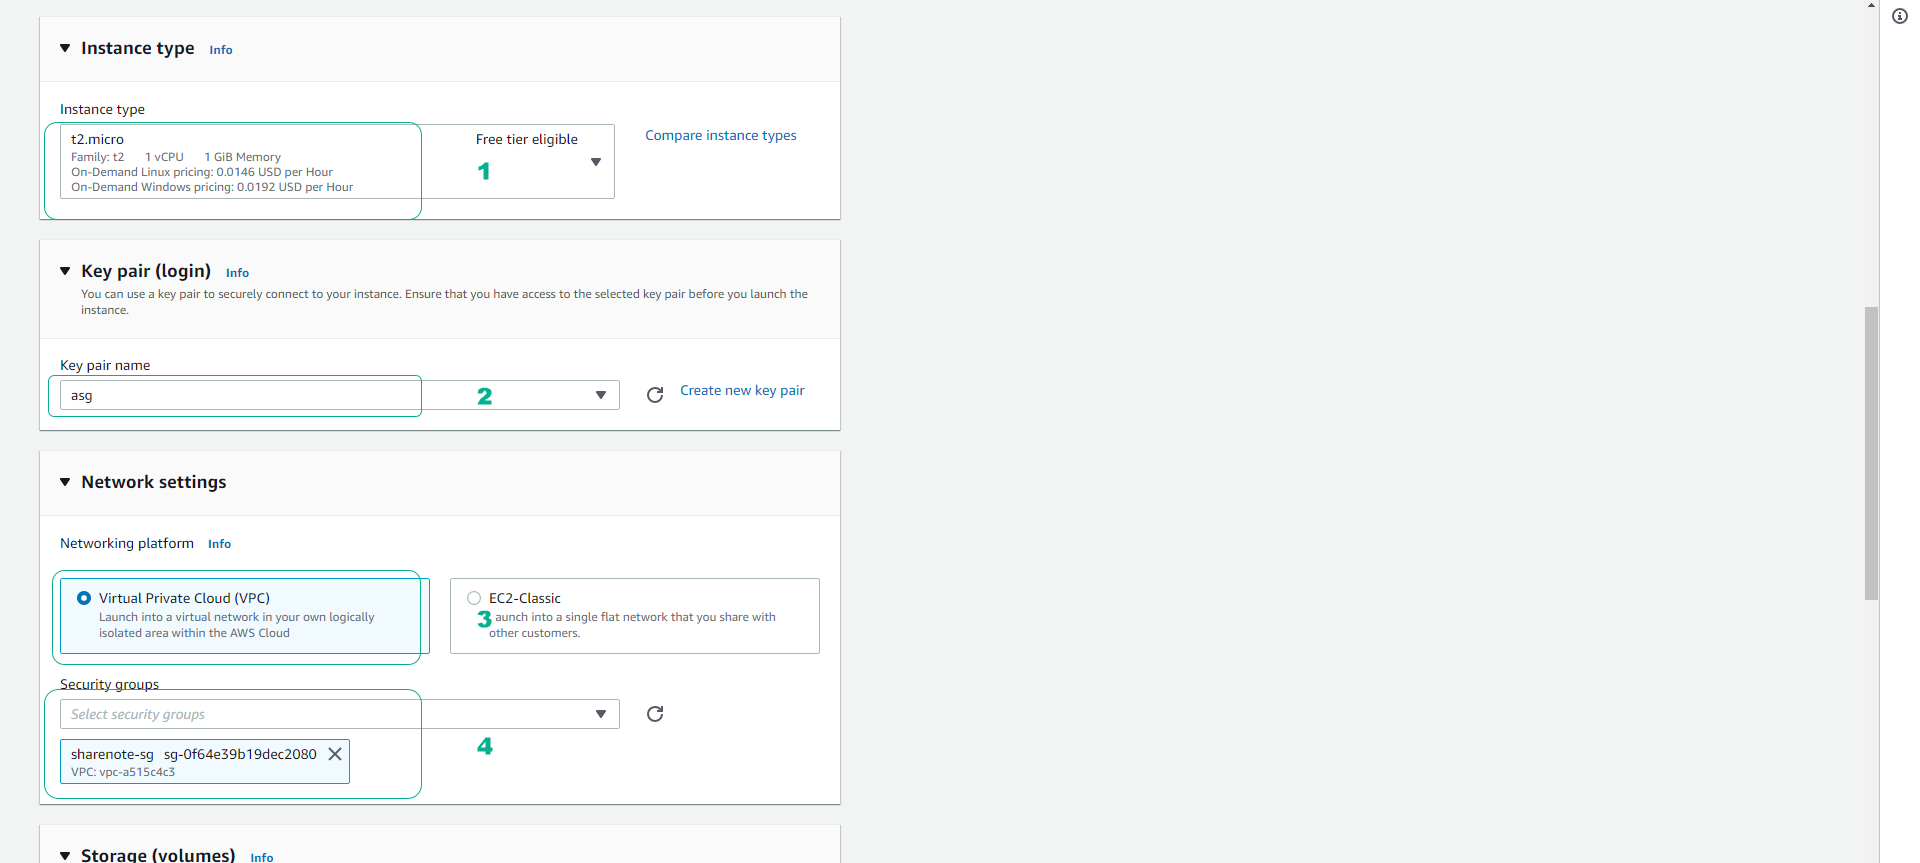 Instance type Info
Instance type
t2.micro Free tier eligible
Family: t2 1 vCPU 1 GiB Memory
On-Demand Linux pricing: 0.0146 USD per Hour
On-Demand Windows pricing: 0.0192 USD per Hour
1
Compare instance types
Key pair (login) Info
You can use a key pair to securely connect to your instance. Ensure that you have access to the selected key pair before you launch the
instance.
Key pair name
asg
2
Create new key pair
Network settings
Networking platform Info
Virtual Private Cloud (VPC)
Launch into a virtual network in your own logically
isolated area within the AWS Cloud
EC2-Classic
3 aunch into a single flat network that you share with
other customers.
Security groups
Select security groups
sharenote-sg sg-0f64e39b19dec2080
VPC: vpc-a515c4c3
4
Storage (volumes) Info